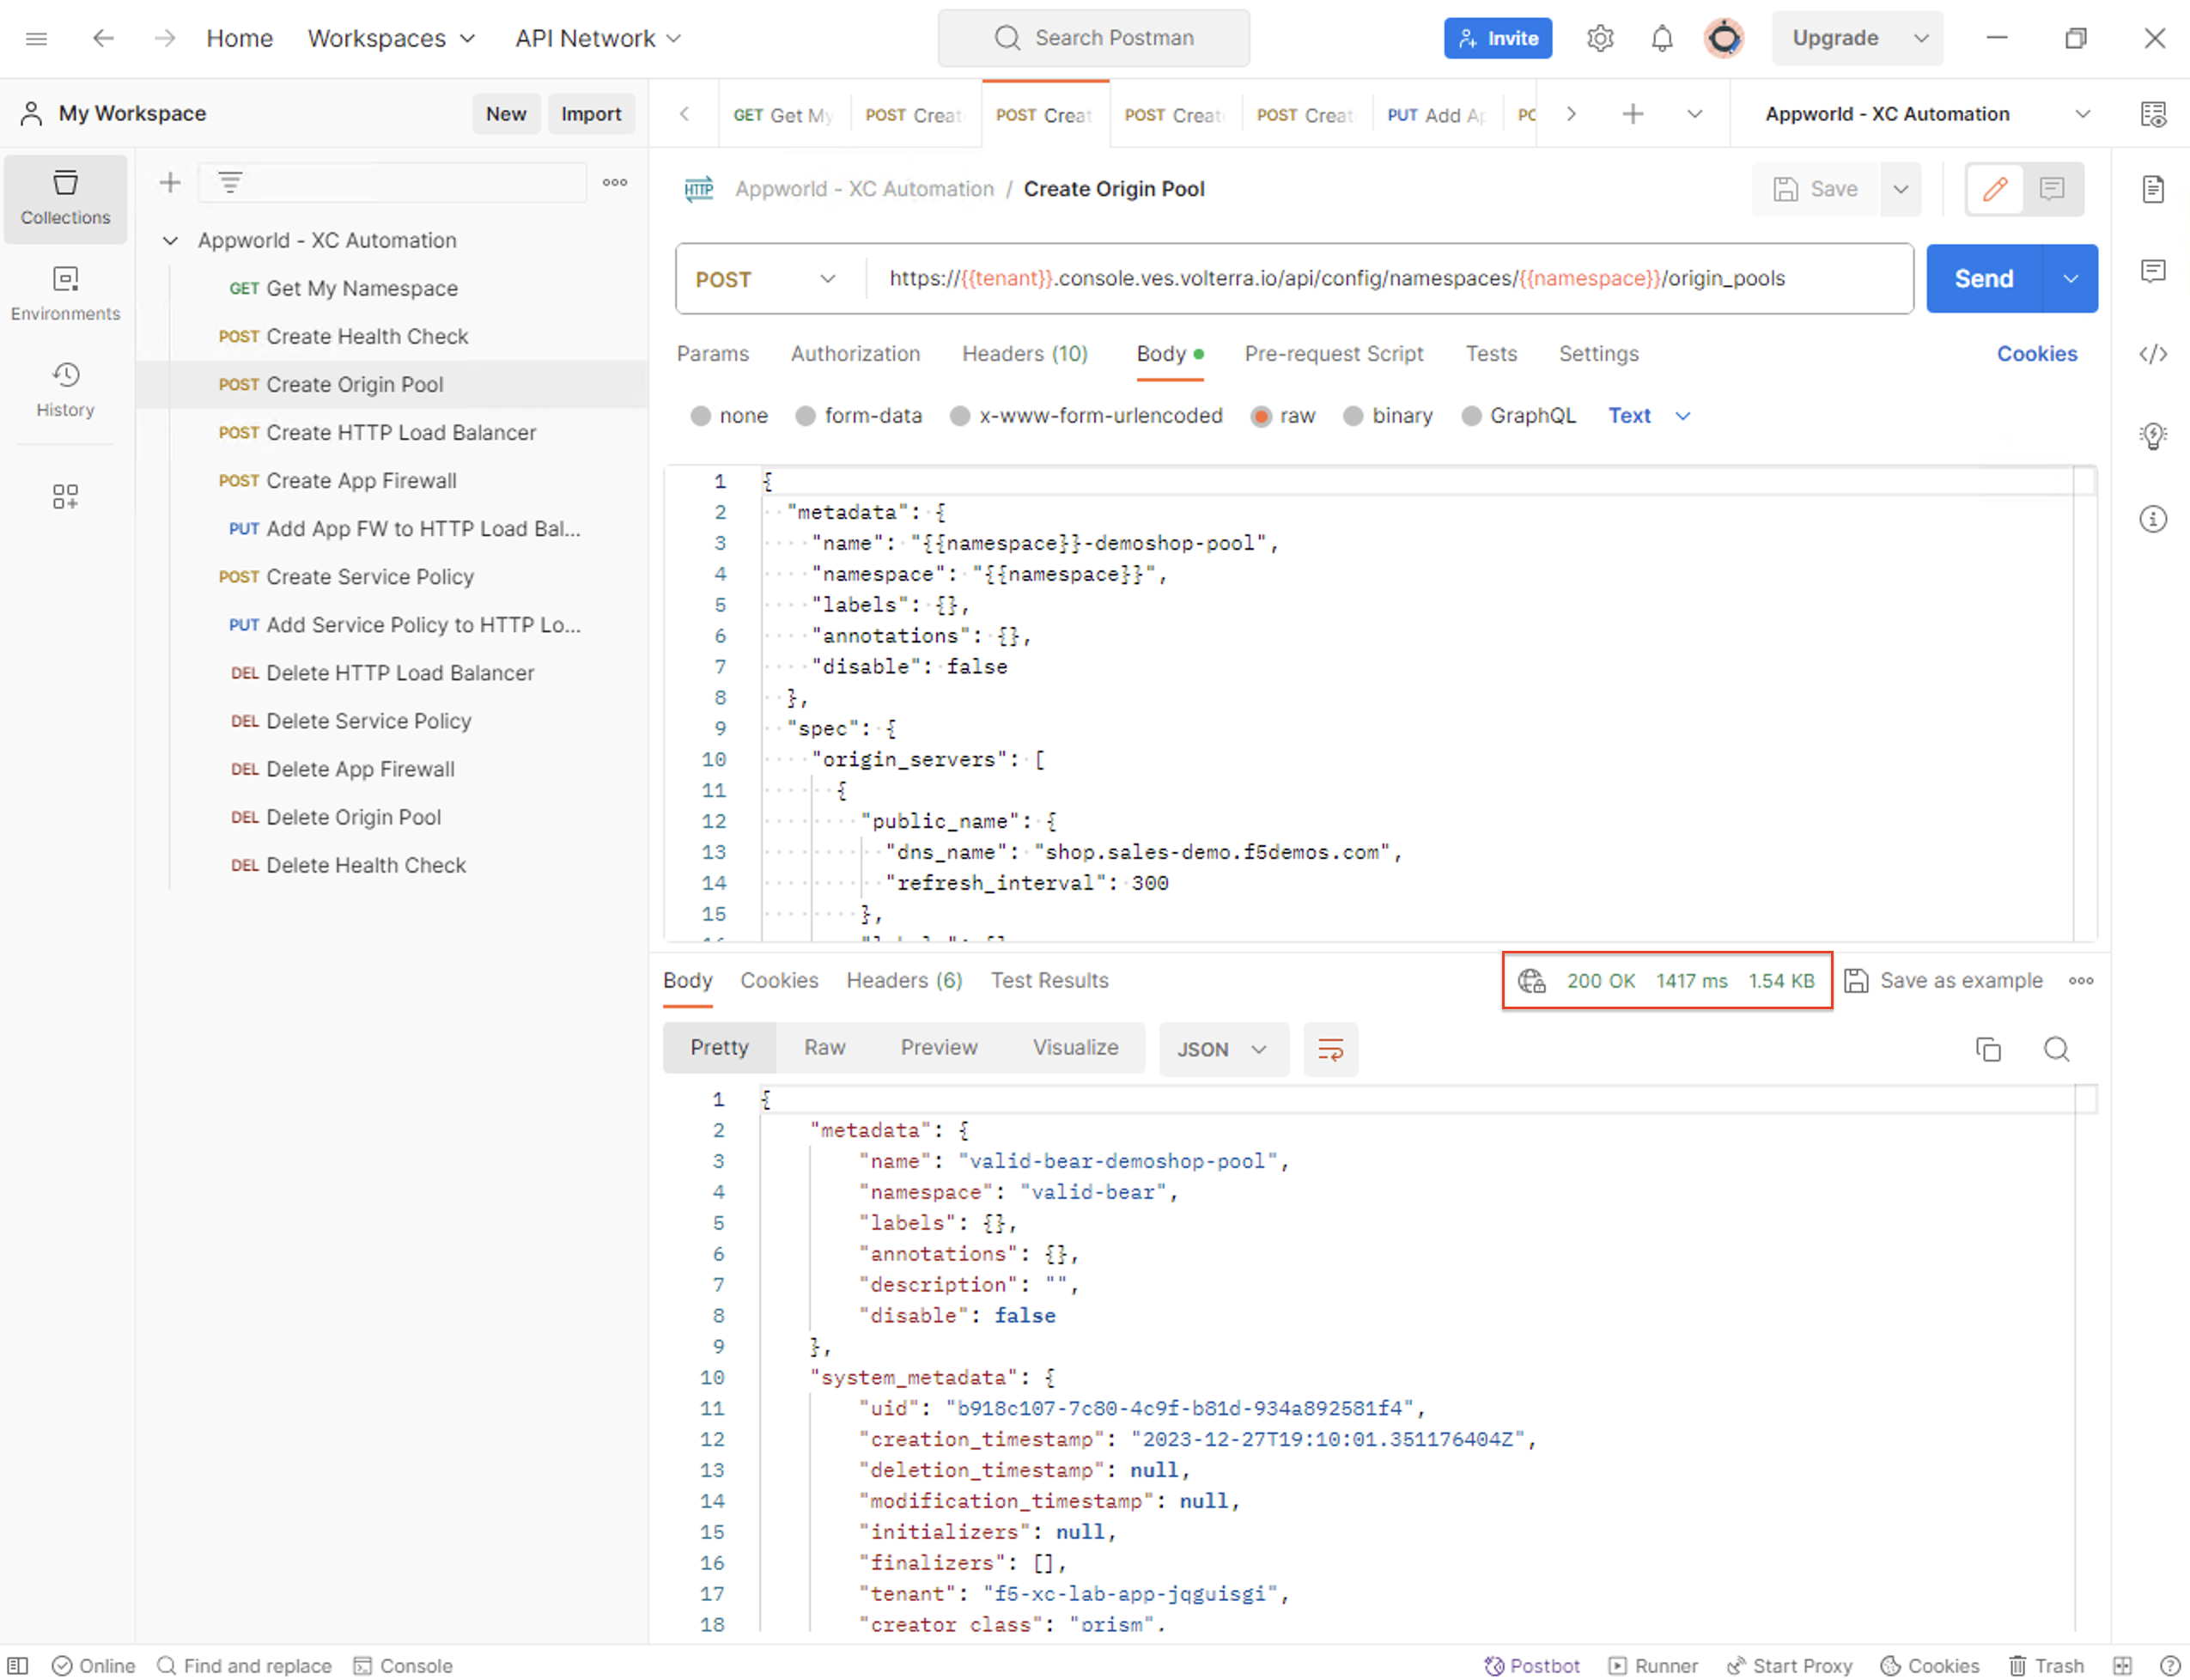 Home Workspaces API Network Search Postman Invite Upgrade
My Workspace New Import
GET Get My POST Creat POST Creat POST Creat POST Creat PUT Add Ap PO Appworld - XC Automation
Collections
Environments
History
Appworld - XC Automation
GET Get My Namespace
POST Create Health Check
POST Create Origin Pool
POST Create HTTP Load Balancer
POST Create App Firewall
PUT Add App FW to HTTP Load Bal...
POST Create Service Policy
PUT Add Service Policy to HTTP Lo...
DEL Delete HTTP Load Balancer
DEL Delete Service Policy
DEL Delete App Firewall
DEL Delete Origin Pool
DEL Delete Health Check
HTTP Appworld - XC Automation / Create Origin Pool Save
POST https://{{tenant}}.console.ves.volterra.io/api/config/namespaces/{{namespace}}/origin_pools Send
Params Authorization Headers (10) Body Pre-request Script Tests Settings Cookies
none form-data x-www-form-urlencoded raw binary GraphQL Text
1 {
2 "metadata": {
3 "name": "{{namespace}}-demoshop-pool",
4 "namespace": "{{namespace}}",
5 "labels": {},
6 "annotations": {},
7 "disable": false
8 },
9 "spec": {
10 "origin_servers": [
11 {
12 "public_name": {
13 "dns_name": "shop.sales-demo.f5demos.com",
14 "refresh_interval": 300
15 },
Body Cookies Headers (6) Test Results 200 OK 1417 ms 1.54 KB Save as example
Pretty Raw Preview Visualize JSON
1 {
2 "metadata": {
3 "name": "valid-bear-demoshop-pool",
4 "namespace": "valid-bear",
5 "labels": {},
6 "annotations": {},
7 "description": "",
8 "disable": false
9 },
10 "system_metadata": {
11 "uid": "b918c107-7c80-4c9f-b81d-934a892581f4",
12 "creation_timestamp": "2023-12-27T19:10:01.351176404Z",
13 "deletion_timestamp": null,
14 "modification_timestamp": null,
15 "initializers": null,
16 "finalizers": [],
17 "tenant": "f5-xc-lab-app-jqguisgi",
18 "creator_class": "prism",
Online Find and replace Console Postbot Runner Start Proxy Cookies Trash